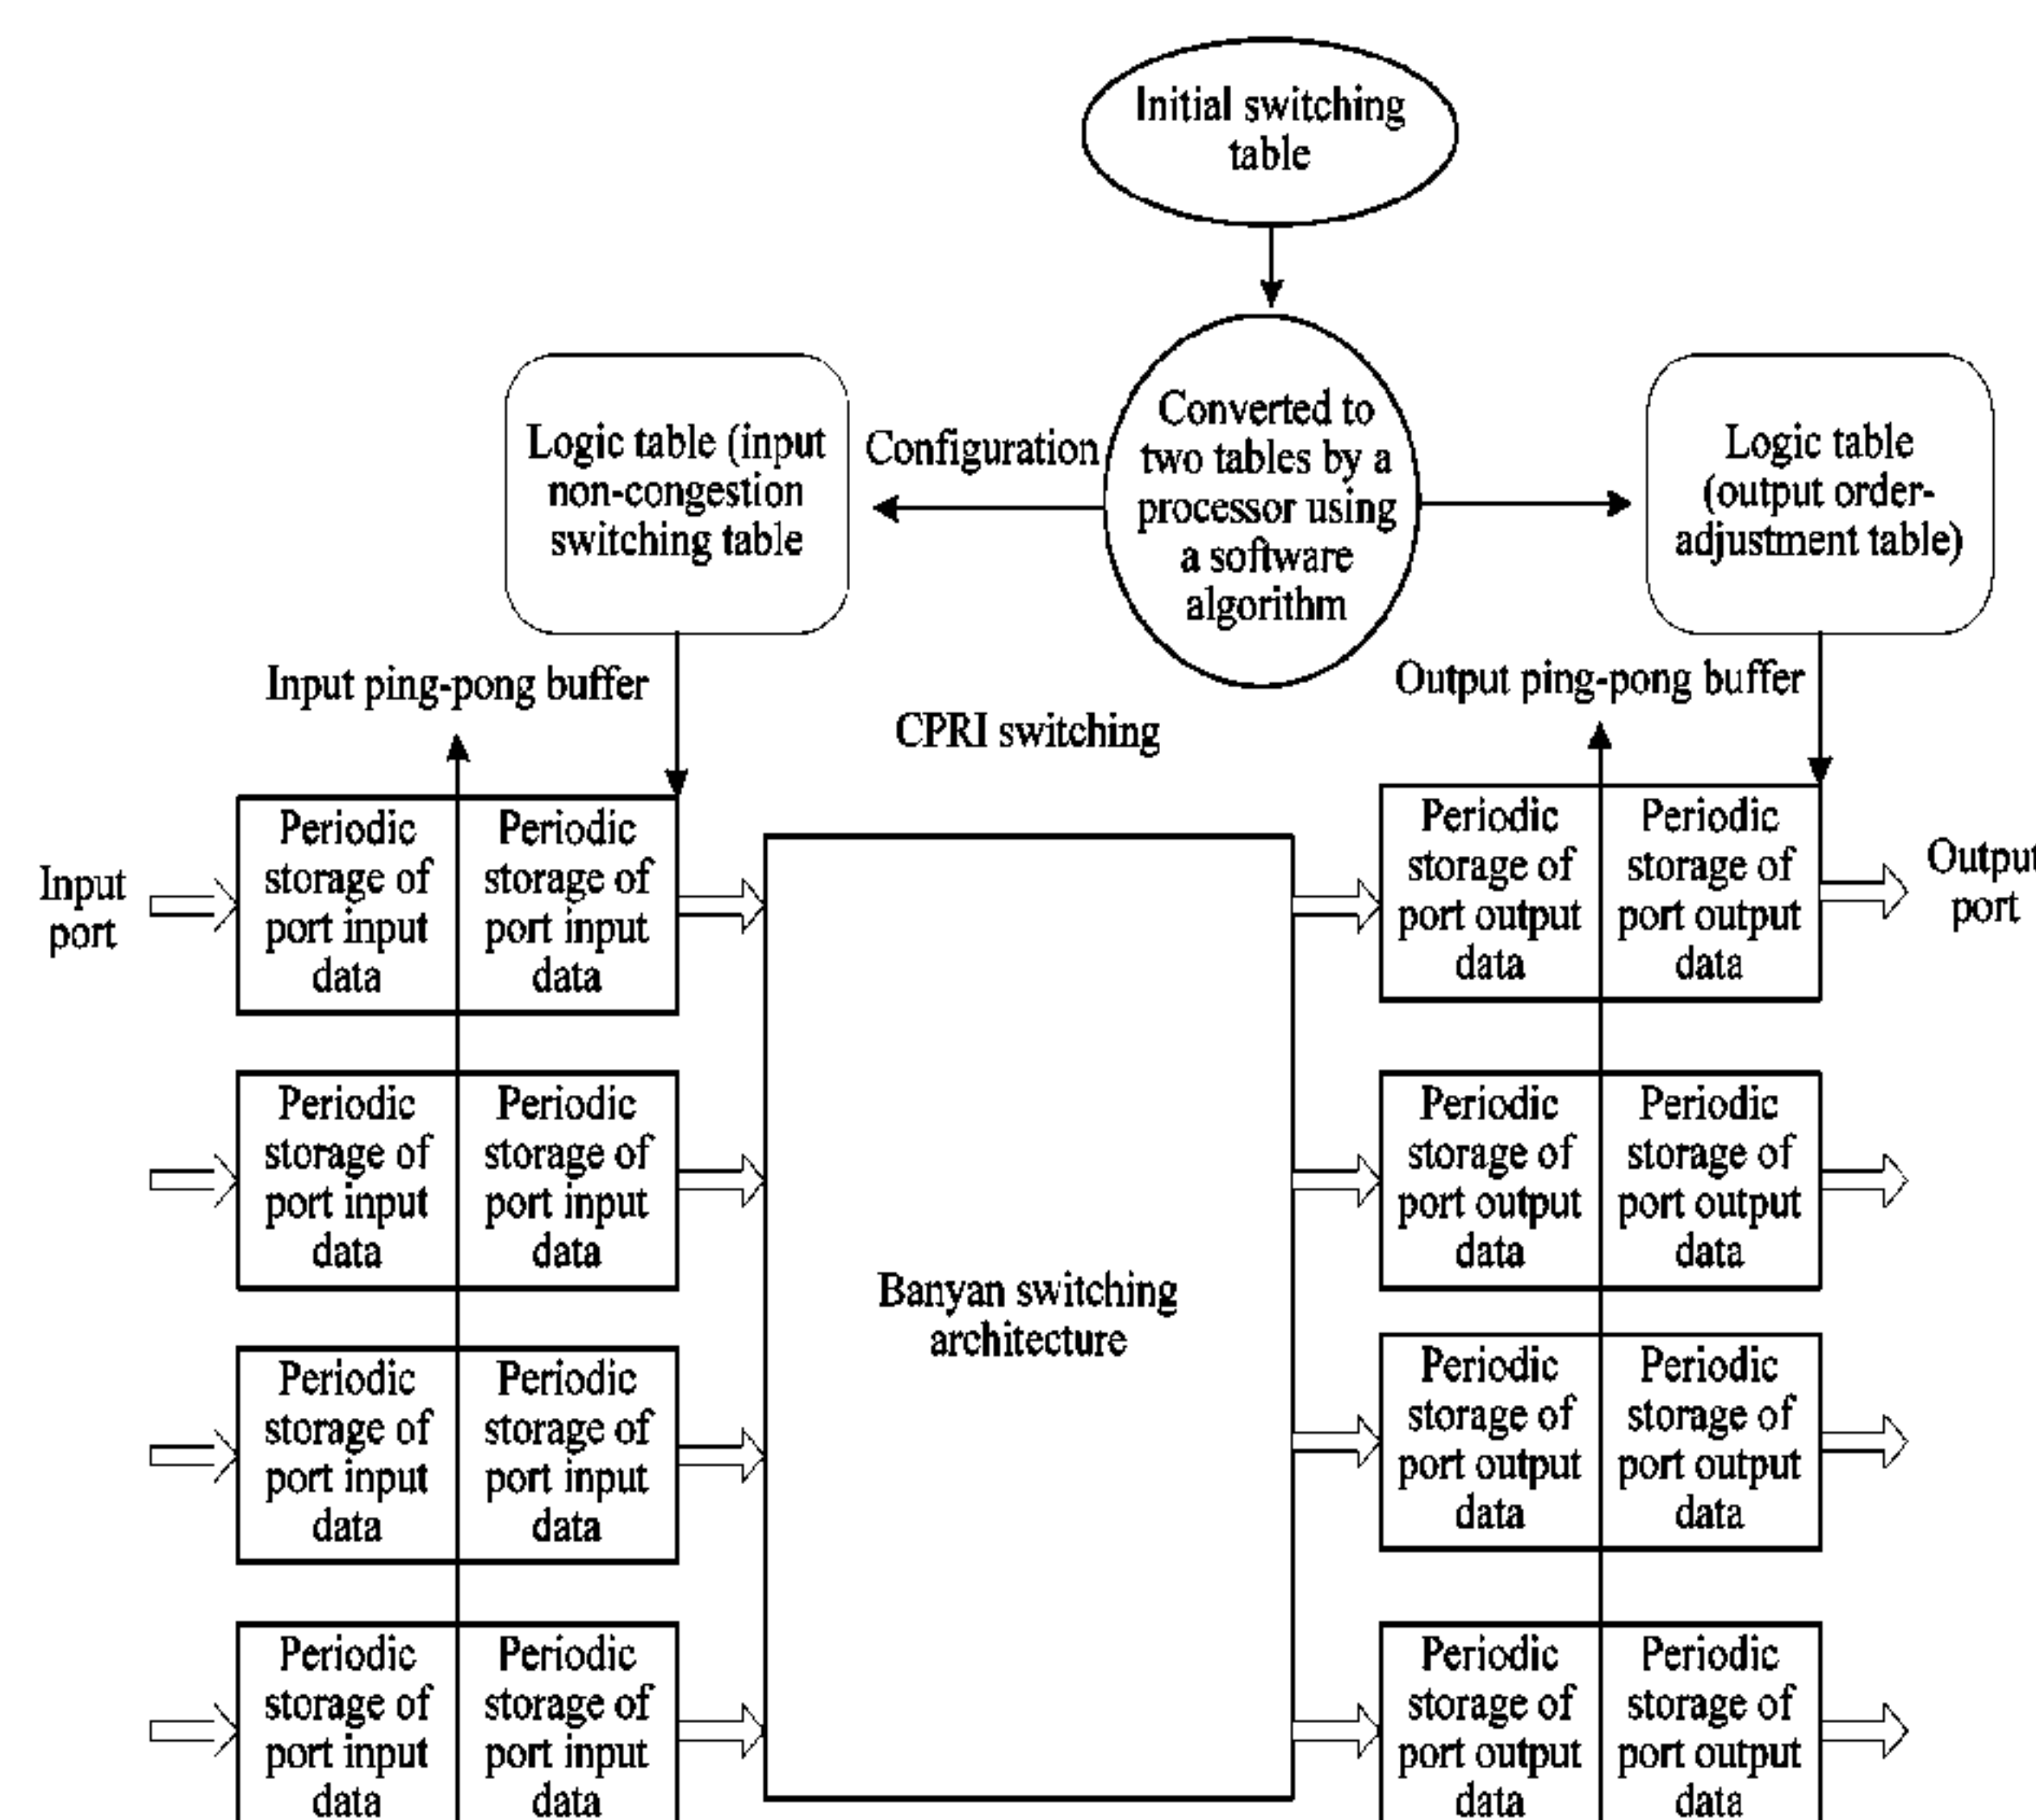 Initial switching
table
Converted to
two tables by a
processor using
a software
algorithm
Configuration
Logic table (input
non-congestion
switching table
Logic table
(output order-
adjustment table)
Input ping-pong buffer
Output ping-pong buffer
CPRI switching
Input
port
Periodic
storage of
port input
data
Periodic
storage of
port input
data
Periodic
storage of
port output
data
Periodic
storage of
port output
data
Output
port
Periodic
storage of
port input
data
Periodic
storage of
port input
data
Periodic
storage of
port output
data
Periodic
storage of
port output
data
Banyan switching
architecture
Periodic
storage of
port input
data
Periodic
storage of
port input
data
Periodic
storage of
port output
data
Periodic
storage of
port output
data
Periodic
storage of
port input
data
Periodic
storage of
port input
data
Periodic
storage of
port output
data
Periodic
storage of
port output
data